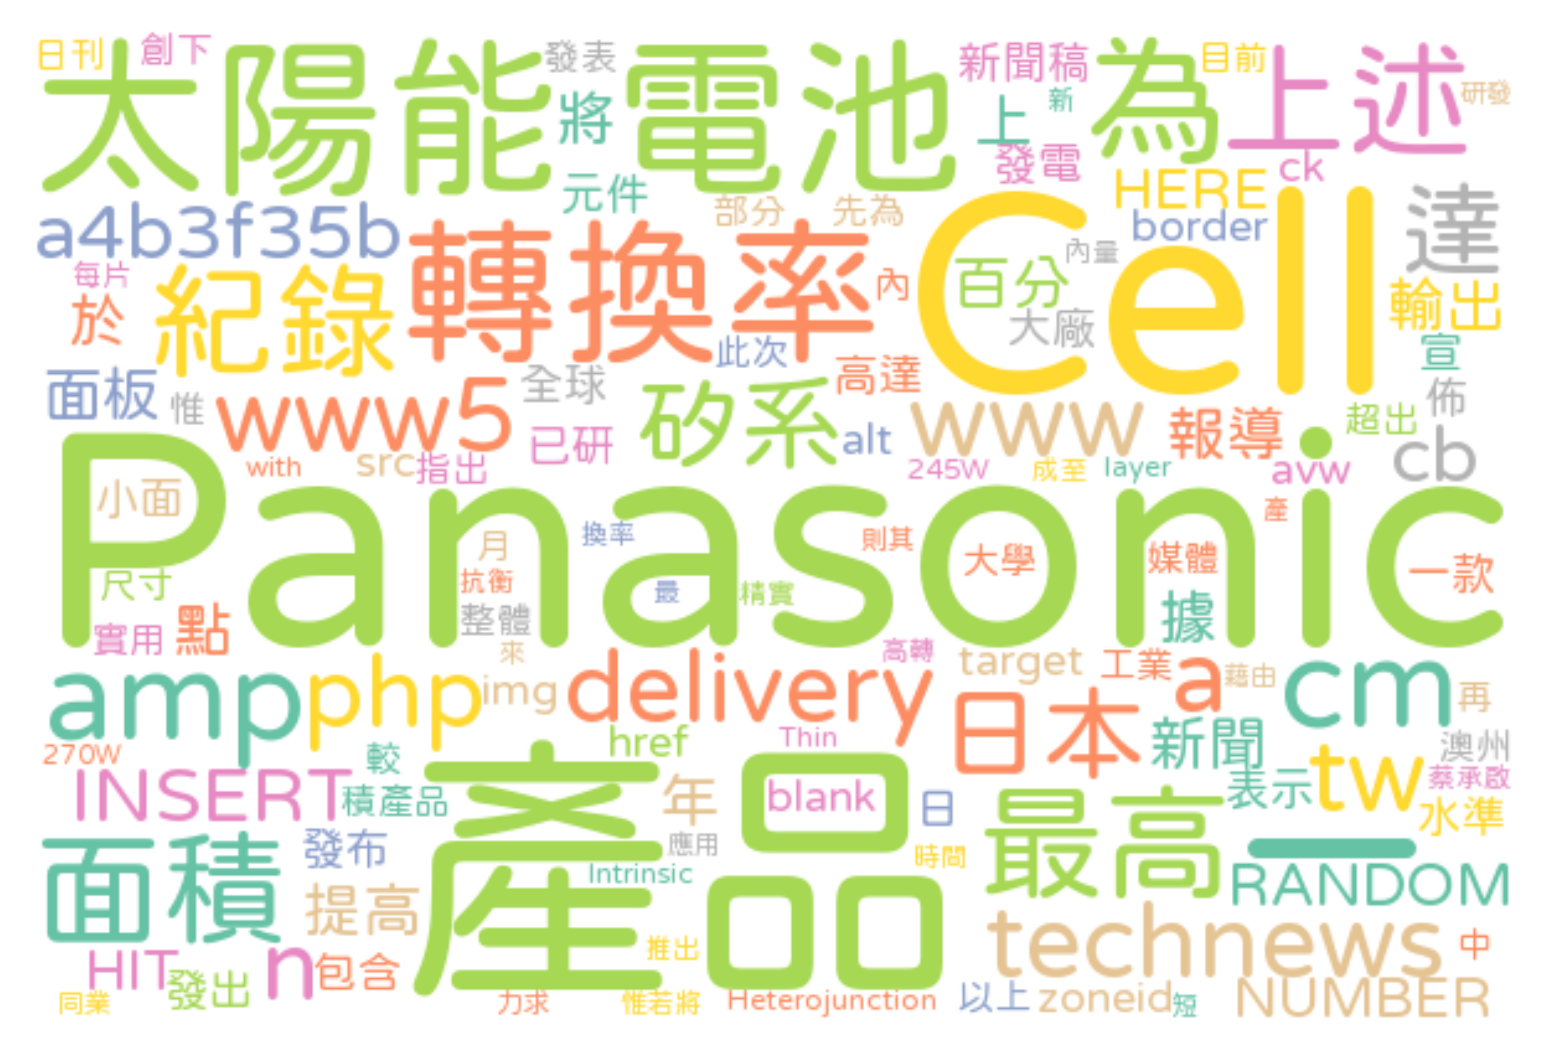 日刊 創下 發表 新聞稿 目前
太陽能電池 將 上 新 為 上述 研發
發電 ck
元件 HERE
a4b3f35b 部分 先為 border 達
每片 紀錄 轉換率 內 Cell 百分 內量 輸出
於 大廠
此次 宣
面板 惟 全球 高達 佈
www5 已研 矽系 alt www 報導 超出
with src 指出 245W 成至 layer avw cb
小面 Panasonic 產
月 換率 則其 大學 媒體 一款
尺寸 抗衡 最 精實
實用 點 整體 據
來 高轉 target 工業 a 藉由 cm 再
amp php img delivery 日本
270W 較 href Thin 新聞 澳州
INSERT 積產品 產品 年 blank 日 最高 表示 tw 蔡承啟
水準
面積 發布 應用 時間 一
提高 Intrinsic RANDOM
HIT n 包含 推出 technews 中
同業 發出 力求 惟若將 Heterojunction 以上 zoneid 短 NUMBER